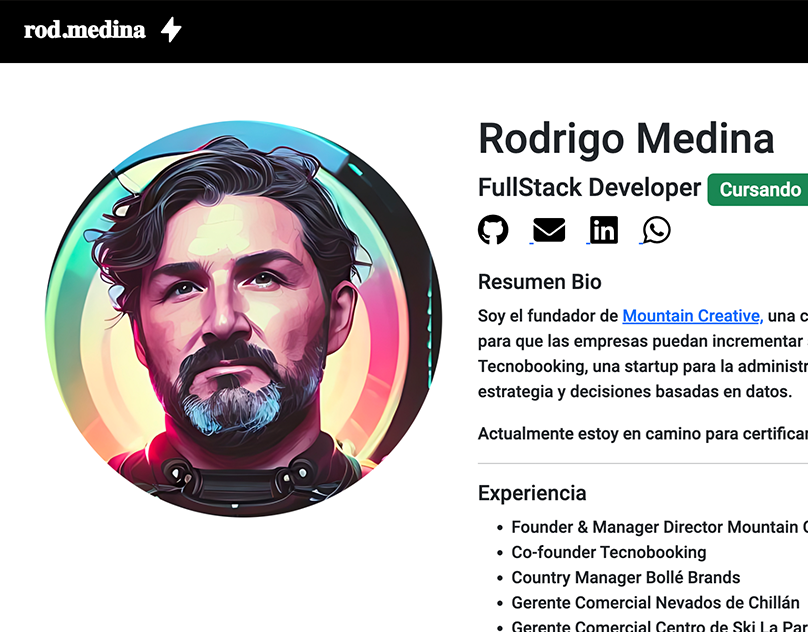 rod.medina
Rodrigo Medina
FullStack Developer Cursando
Resumen Bio
Soy el fundador de Mountain Creative, una
para que las empresas puedan incrementar
Tecnobooking, una startup para la
estrategia y decisiones basadas en datos.
Actualmente estoy en camino para
Experiencia
• Founder & Manager Director Mountain
• Co-founder Tecnobooking
• Country Manager Bollé Brands
• Gerente Comercial Nevados de Chillán
• Gerente Comercial Centro de Ski La